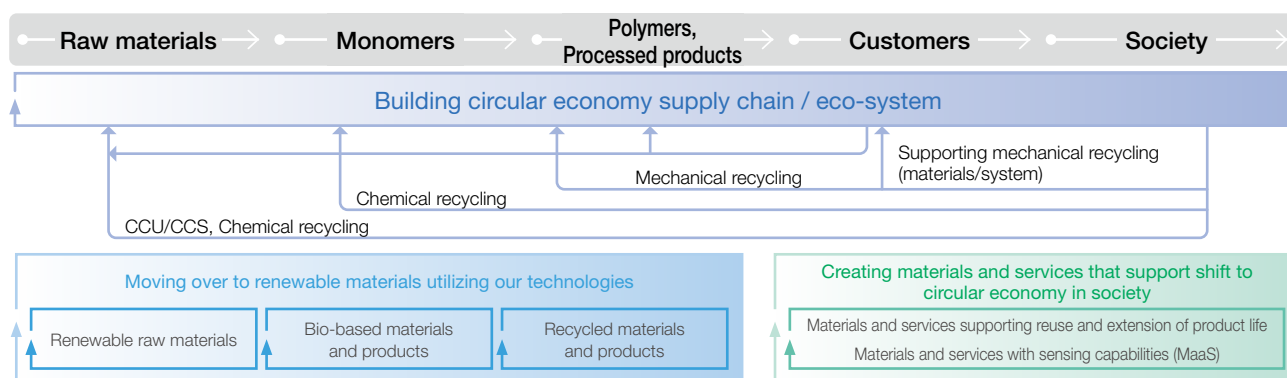 Raw materials
Monomers
Polymers,
Processed products
Customers
Society
Building circular economy supply chain / eco-system
Supporting mechanical recycling
(materials/system)
Mechanical recycling
Chemical recycling
CCU/CCS, Chemical recycling
Moving over to renewable materials utilizing our technologies
Renewable raw materials
Bio-based materials
and products
Recycled materials
and products
Creating materials and services that support shift to
circular economy in society
Materials and services supporting reuse and extension of product life
Materials and services with sensing capabilities (MaaS)